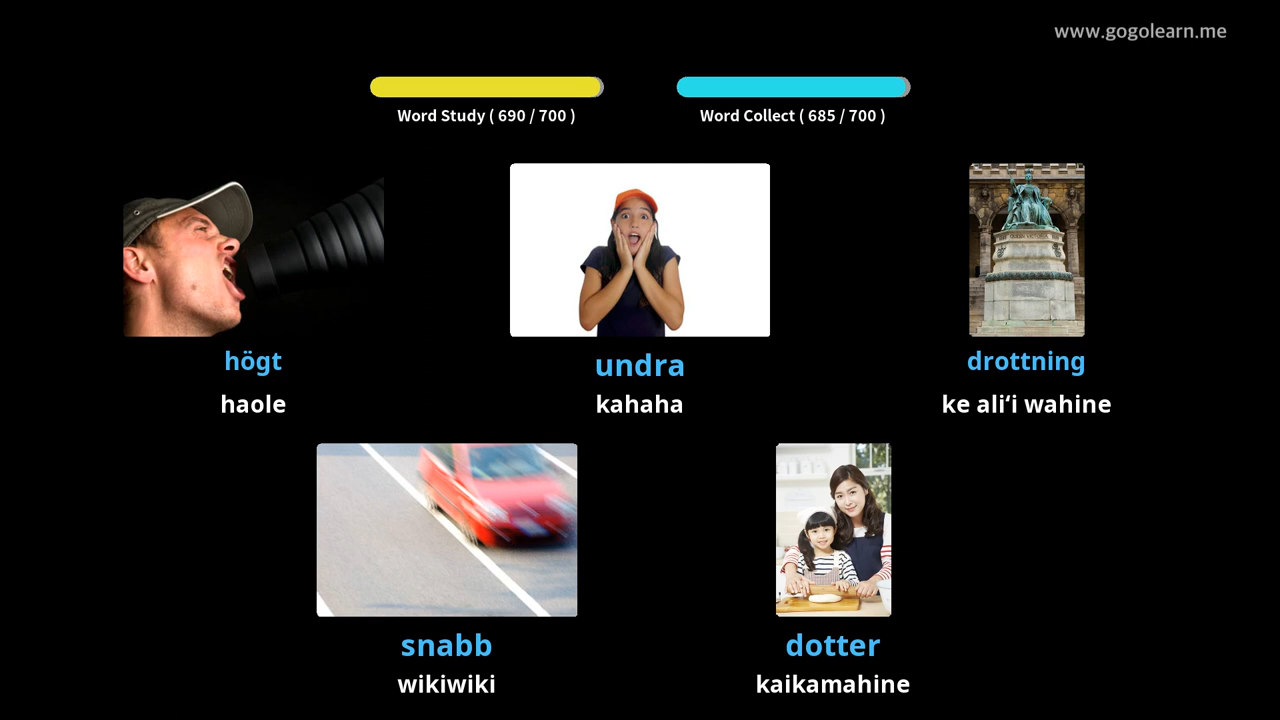 www.gogolearn.me
Word Study ( 690 / 700 )
Word Collect ( 685 / 700 )
högt
undra
drottning
haole
kahaha
ke aliʻi wahine
snabb
dotter
wikiwiki
kaikamahine